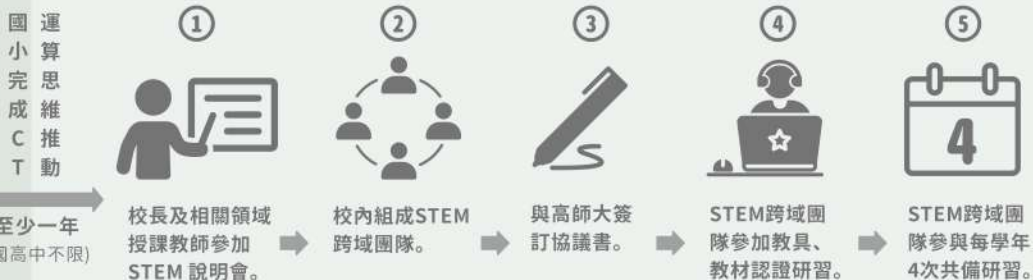 運算思維推動
國小完成CT
至少一年
國高中不限)
①
校長及相關領域
授課教師參加
STEM 說明會。
②
校內組成STEM
跨域團隊。
③
與高師大簽
訂協議書。
④
STEM跨域團
隊參加教具、
教材認證研習。
⑤
4
STEM跨域團
隊參與每學年
4次共備研習。